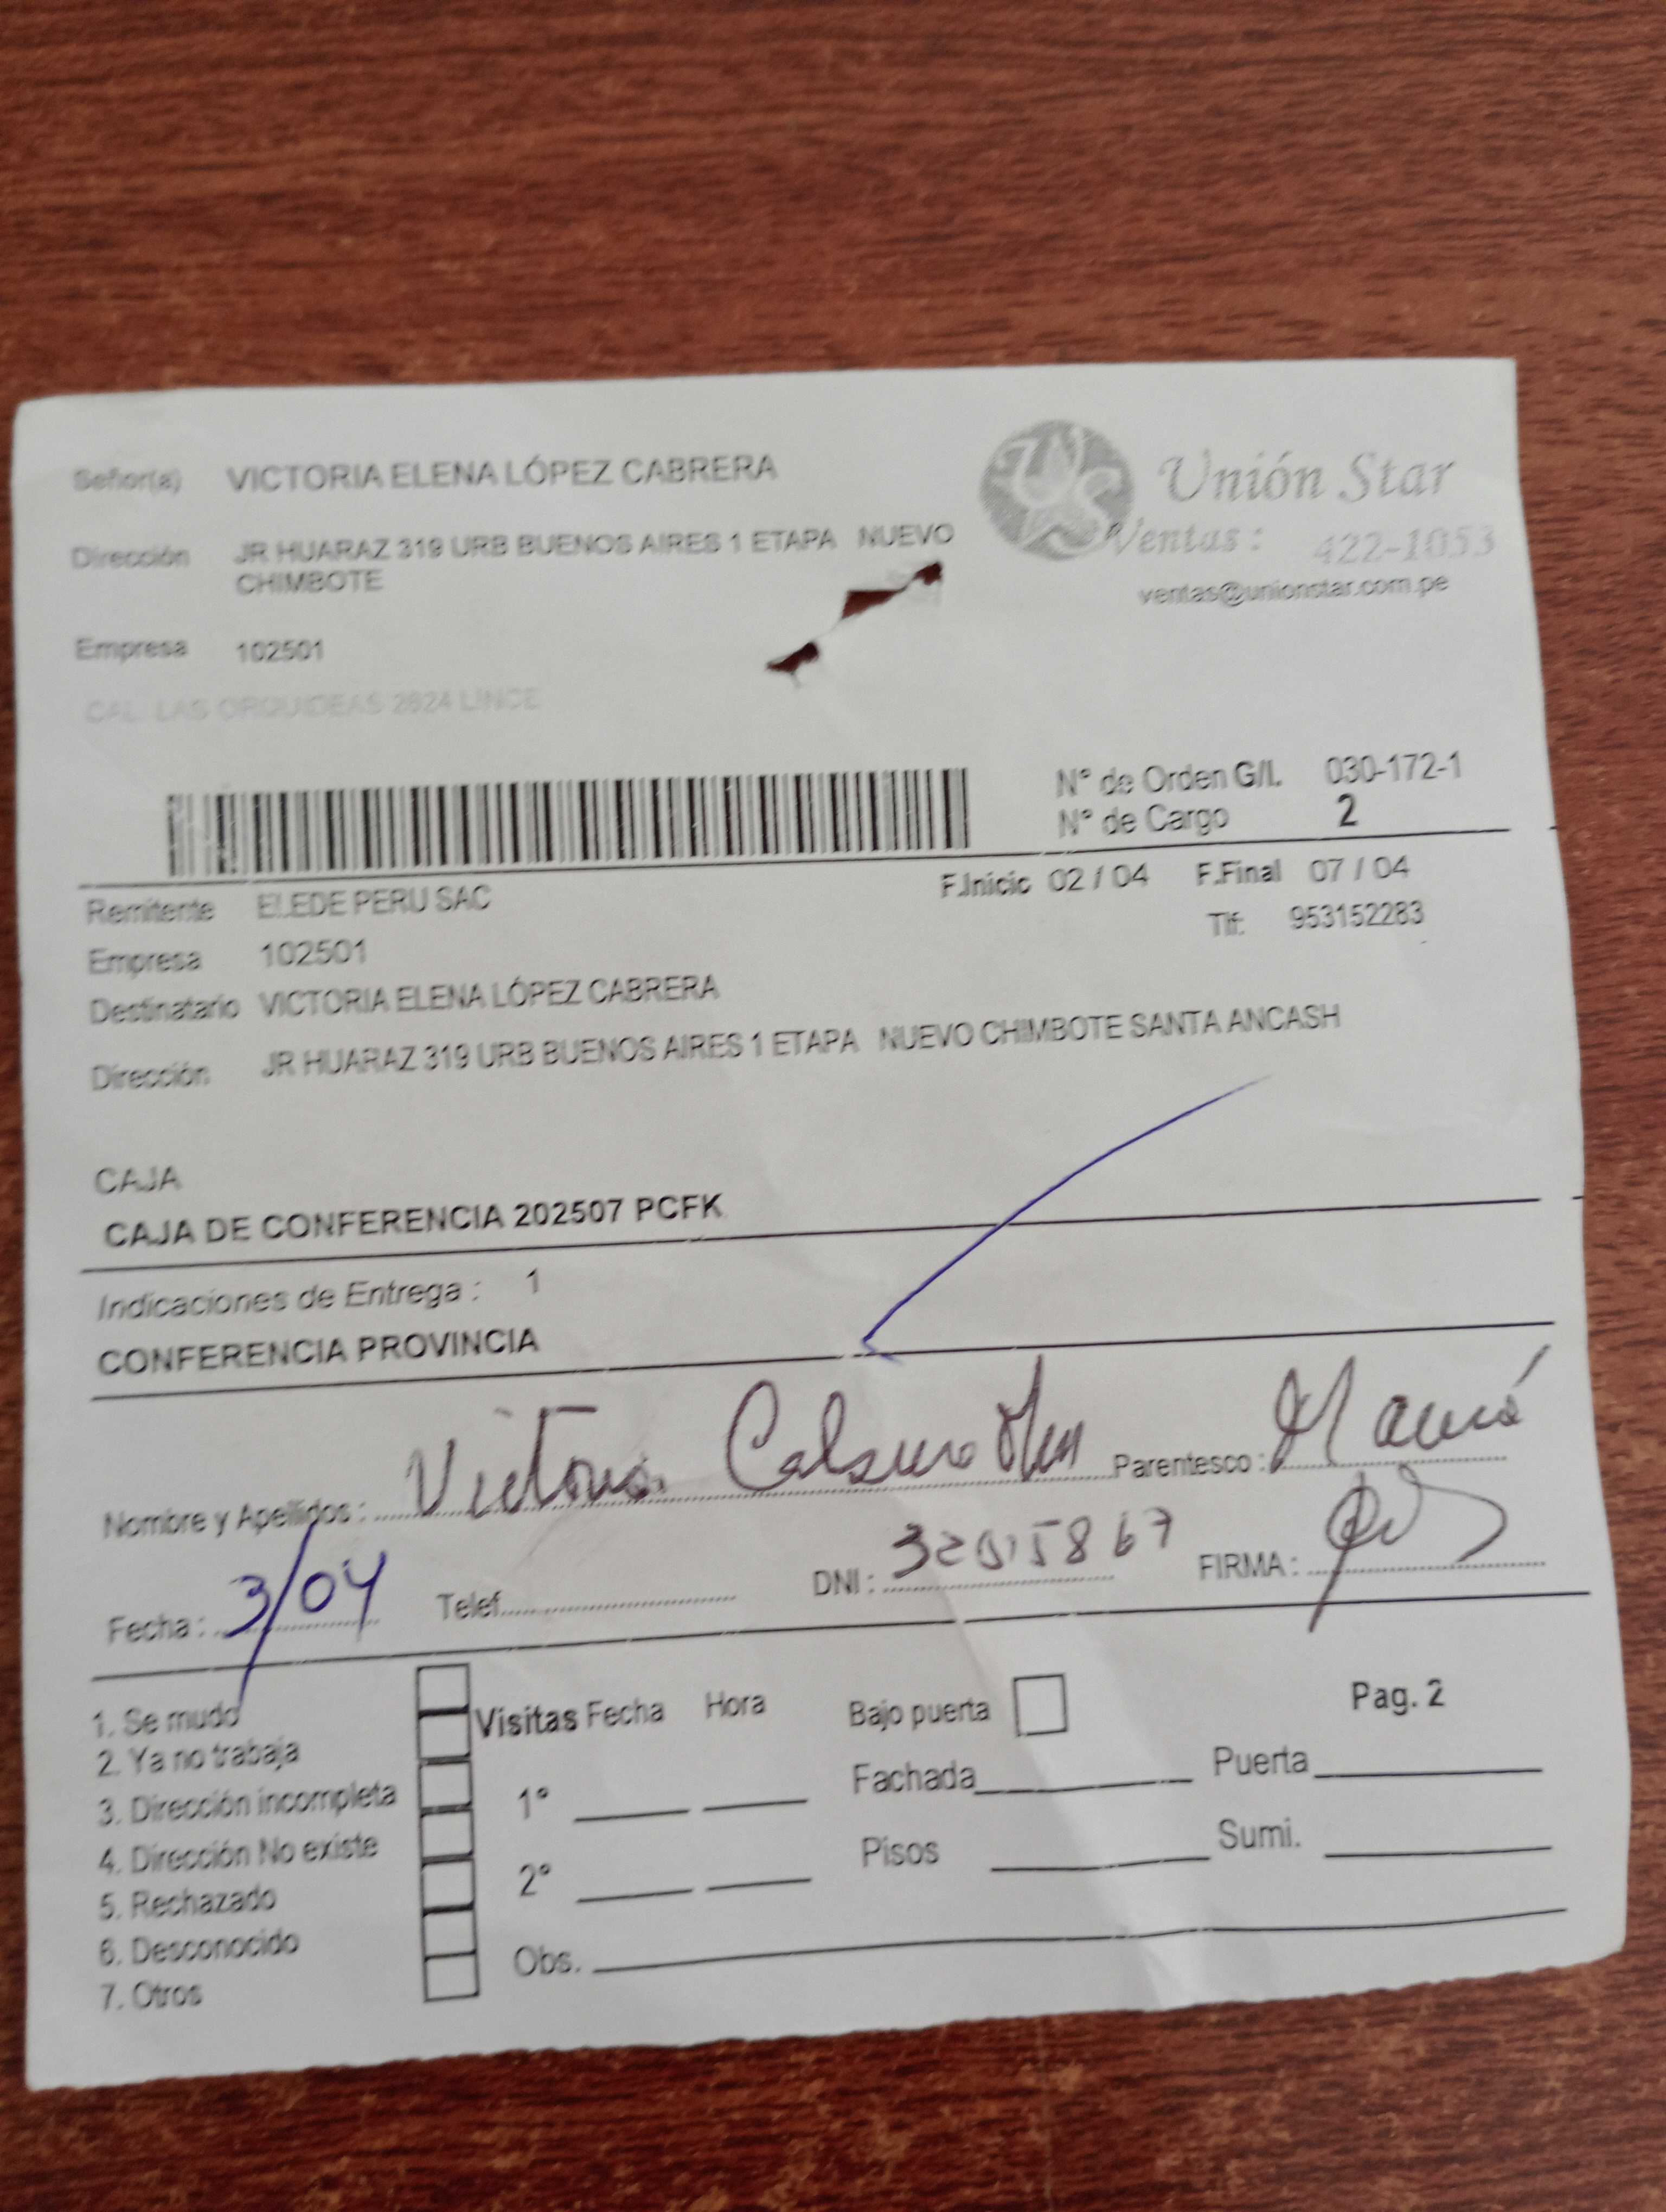 Señor(a) VICTORIA ELENA LÓPEZ CABRERA
Unión Star
Dirección JR HUARAZ 319 URB BUENOS AIRES 1 ETAPA NUEVO
CHIMBOTE
Ventas : 422-1053
ventas@unionstar.com.pe
Empresa 102501
CAL. LAS ORQUIDEAS 2624 LINCE
N° de Orden G/L 030-172-1
N° de Cargo 2
F.Inicio 02 / 04 F.Final 07 / 04
Remitente ELEDE PERU SAC
Tlf: 953152283
Empresa 102501
Destinatario VICTORIA ELENA LÓPEZ CABRERA
Dirección JR HUARAZ 319 URB BUENOS AIRES 1 ETAPA NUEVO CHIMBOTE SANTA ANCASH
CAJA
CAJA DE CONFERENCIA 202507 PCFK
Indicaciones de Entrega : 1
CONFERENCIA PROVINCIA
Nombre y Apellidos : Victoria Parentesco : Mamá
Fecha : 3/04 Telef. DNI : FIRMA :
1. Se mudo
2. Ya no trabaja
3. Dirección incompleta
4. Dirección No existe
5. Rechazado
6. Desconocido
7. Otros
Visitas Fecha Hora
1°
2°
Obs.
Bajo puerta
Fachada
Pisos
Pag. 2
Puerta
Sumi.